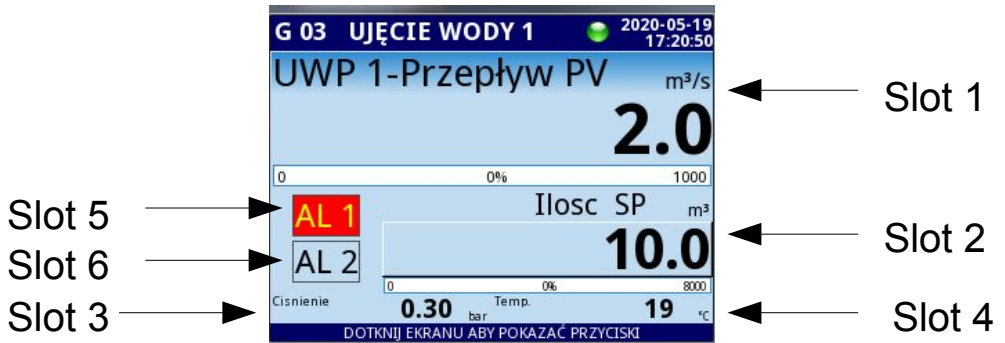 G 03 UJĘCIE WODY 1 2020-05-19
17:20:50
UWP 1-Przepływ PV m³/s
Slot 1
2.0
0 0% 1000
Slot 5
AL 1
Ilosc SP m³
10.0
Slot 2
Slot 6
AL 2
0 0% 8000
Slot 3
Cisnienie 0.30 bar Temp. 19 °C
Slot 4
DOTKNIJ EKRANU ABY POKAZAĆ PRZYCISKI